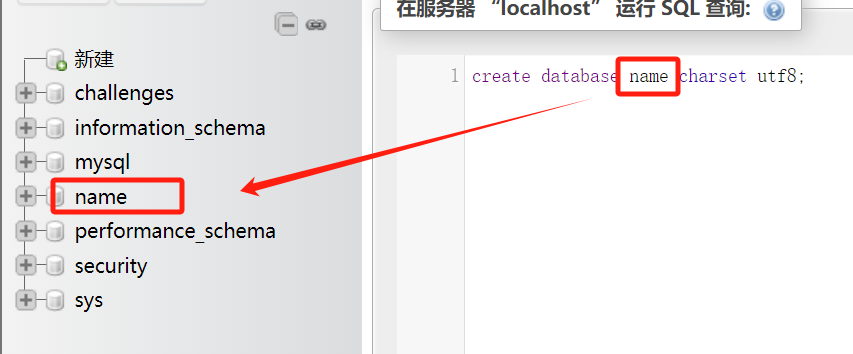 新建
challenges
information_schema
mysql
name
performance_schema
security
sys
在服务器 “localhost” 运行 SQL 查询:
1 create database name charset utf8;